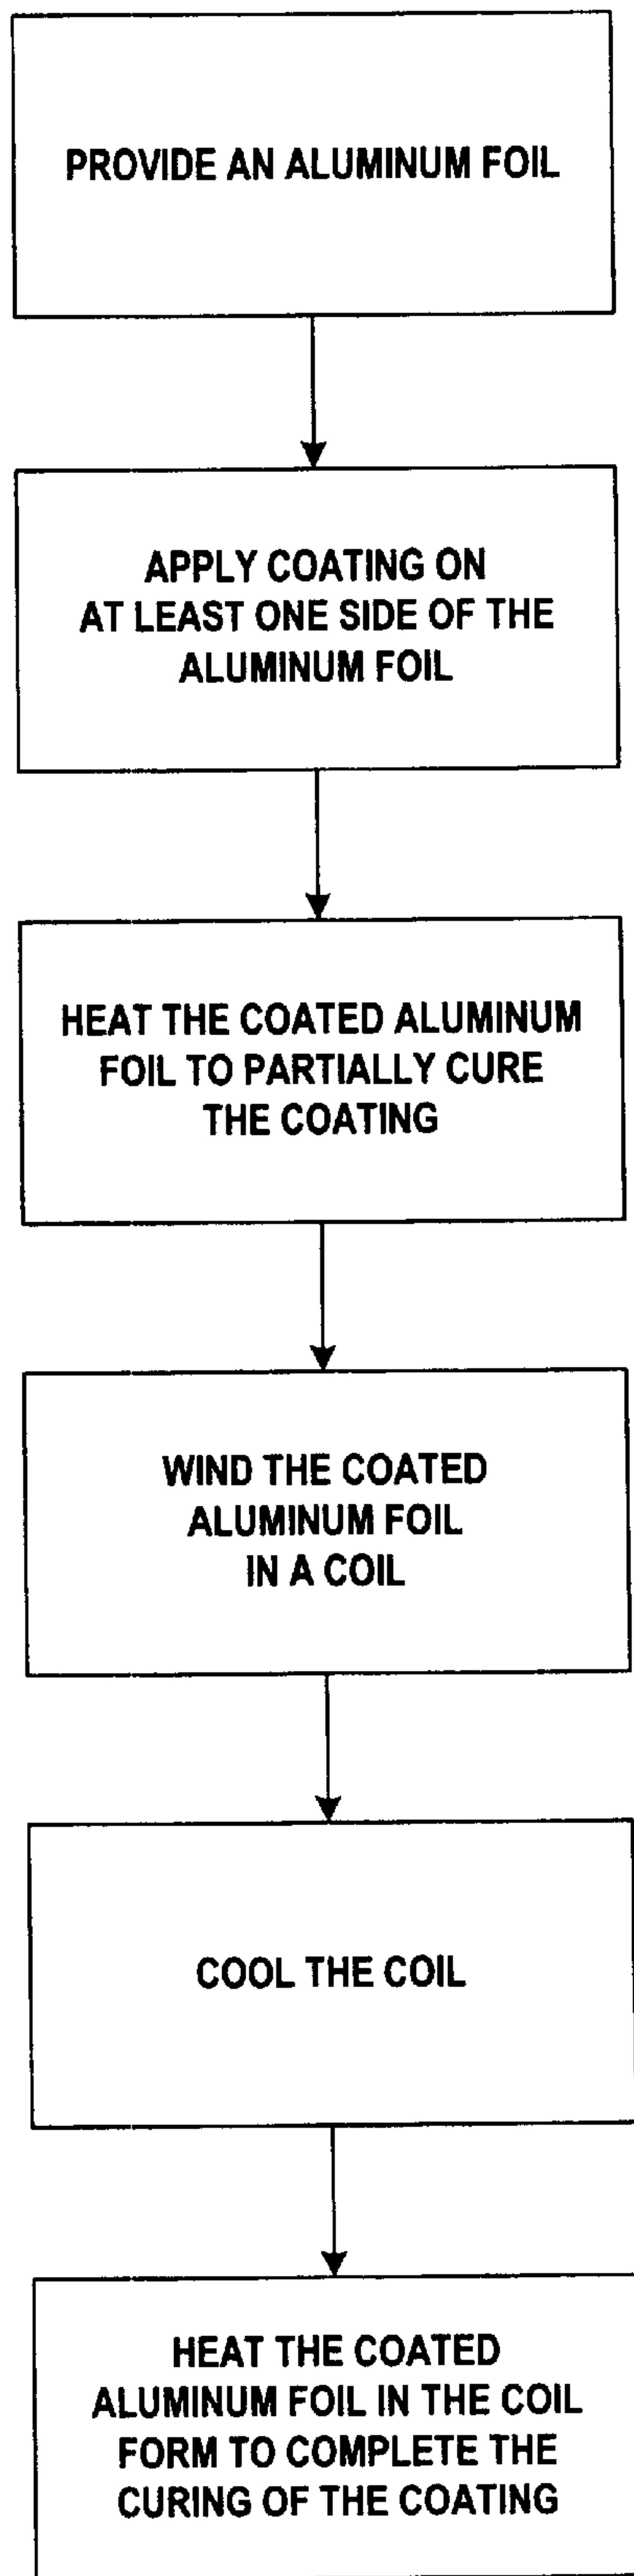 PROVIDE AN ALUMINUM FOIL
APPLY COATING ON
AT LEAST ONE SIDE OF THE
ALUMINUM FOIL
HEAT THE COATED ALUMINUM
FOIL TO PARTIALLY CURE
THE COATING
WIND THE COATED
ALUMINUM FOIL
IN A COIL
COOL THE COIL
HEAT THE COATED
ALUMINUM FOIL IN THE COIL
FORM TO COMPLETE THE
CURING OF THE COATING